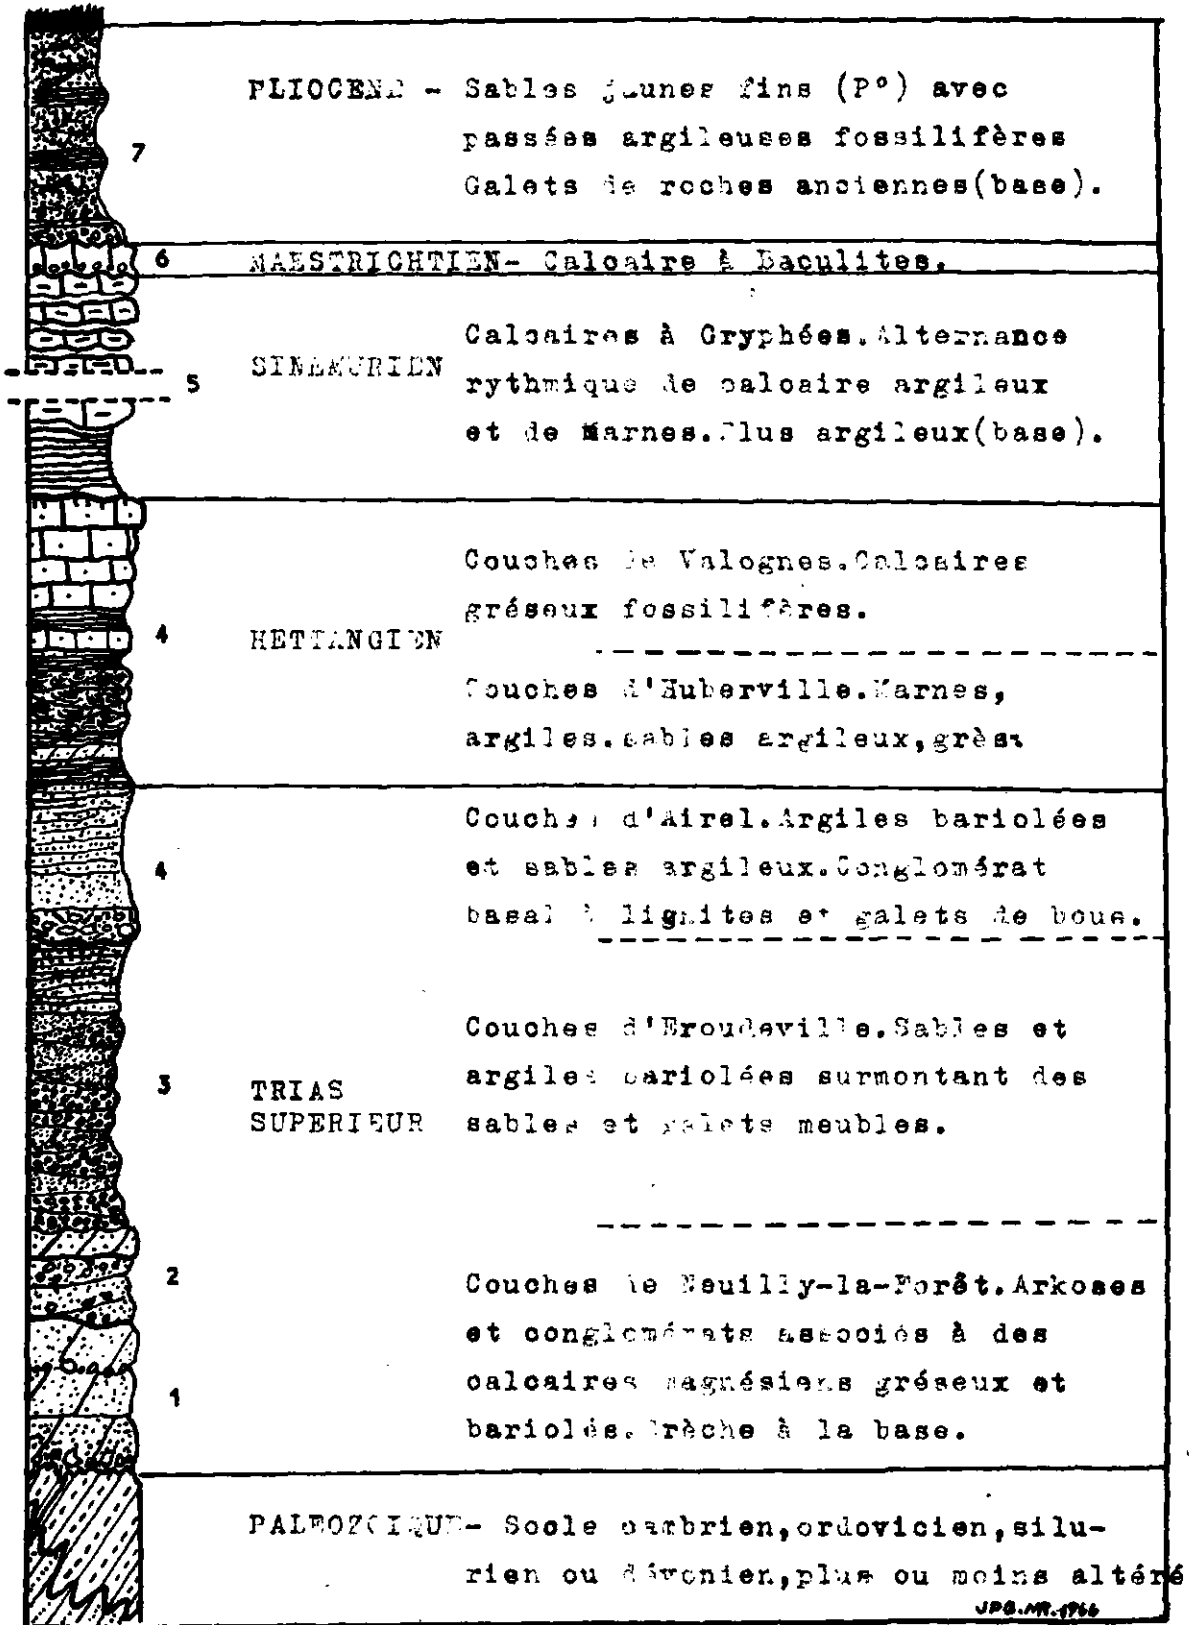 PLIOCENE - Sables jaunes fins (P°) avec
passées argileuses fossilifères
7
Galets de roches anciennes(base).
6 MAESTRICHTIEN- Calcaire à Baculites.
Calcaires à Gryphées.Alternance
SINEMURIEN
5
rythmique de calcaire argileux
et de Marnes.Plus argileux(base).
Couches de Valognes.Calcaires
gréseux fossilifères.
4 HETTANGIEN
Couches d'Huberville.Marnes,
argiles.sables argileux,grès.
Couches d'Airel.Argiles bariolées
4 et sables argileux.Conglomérat
basal à lignites et galets de boue.
Couches d'Eroudeville.Sables et
3 TRIAS argiles bariolées surmontant des
SUPERIEUR sables et galets meubles.
2 Couches de Neuilly-la-Forêt.Arkoses
et conglomérats associés à des
1 calcaires magnésiens gréseux et
bariolés.Brèche à la base.
PALEOZOIQUE- Socle cambrien,ordovicien,silu-
rien ou dévonien,plus ou moins altéré
JPG.MR.1966